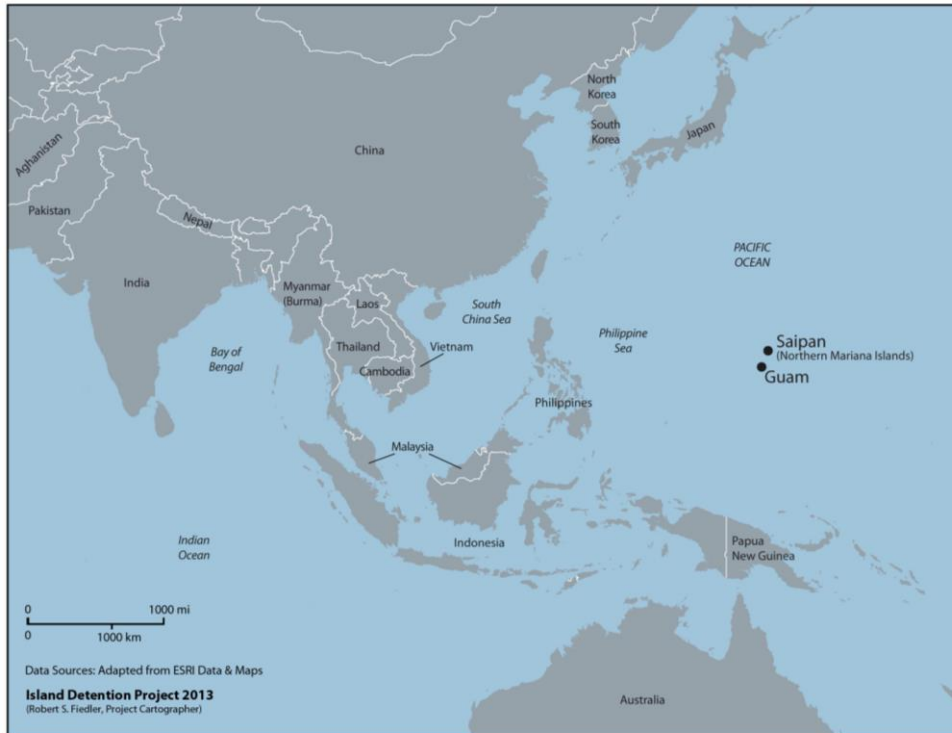 North
Korea
South
Korea
Japan
China
Aghanistan
Pakistan
Nepal
India
Myanmar
(Burma)
Laos
Thailand
Cambodia
Vietnam
South
China Sea
Bay of
Bengal
PACIFIC
OCEAN
Philippine
Sea
Saipan
(Northern Mariana Islands)
Guam
Philippines
Malaysia
Indian
Ocean
Indonesia
Papua
New Guinea
Australia
0 1000 mi
0 1000 km
Data Sources: Adapted from ESRI Data & Maps
Island Detention Project 2013
(Robert S. Fiedler, Project Cartographer)